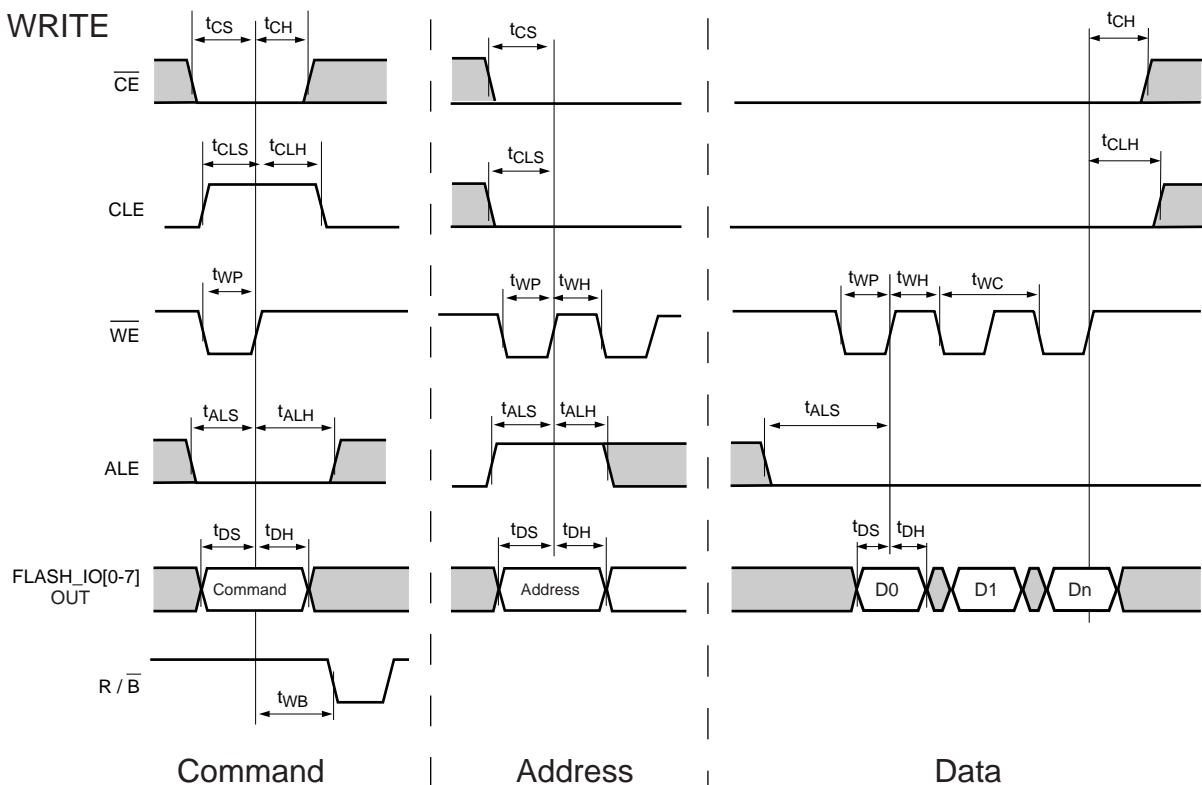 WRITE
tCS tCH tCS tCH
CE
tCLS tCLH tCLS tCLH
CLE
tWP tWP tWH tWP tWH tWC
WE
tALS tALH tALS tALH tALS
ALE
tDS tDH tDS tDH tDS tDH
FLASH_IO[0-7]
OUT
Command Address D0 D1 Dn
R / B
tWB
Command Address Data